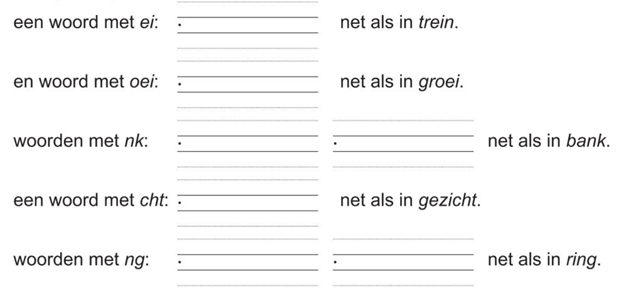 een woord met ei: net als in trein.
en woord met oei: net als in groei.
woorden met nk: net als in bank.
een woord met cht: net als in gezicht.
woorden met ng: net als in ring.